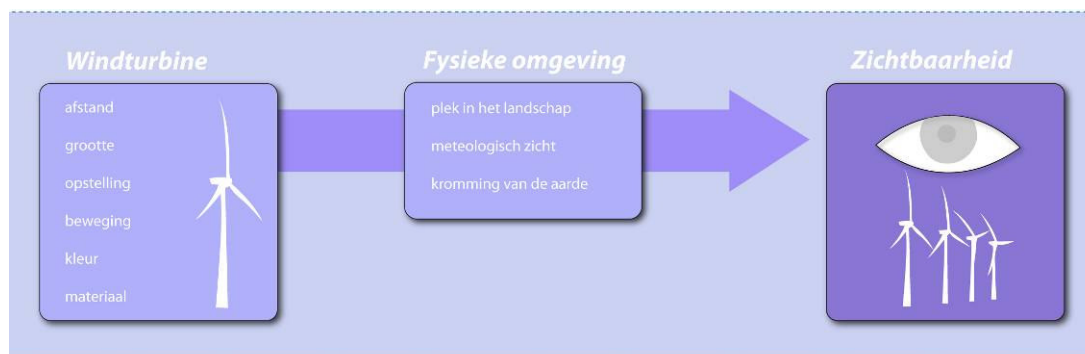 Windturbine
afstand
grootte
opstelling
beweging
kleur
materiaal
Fysieke omgeving
plek in het landschap
meteologisch zicht
kromming van de aarde
Zichtbaarheid